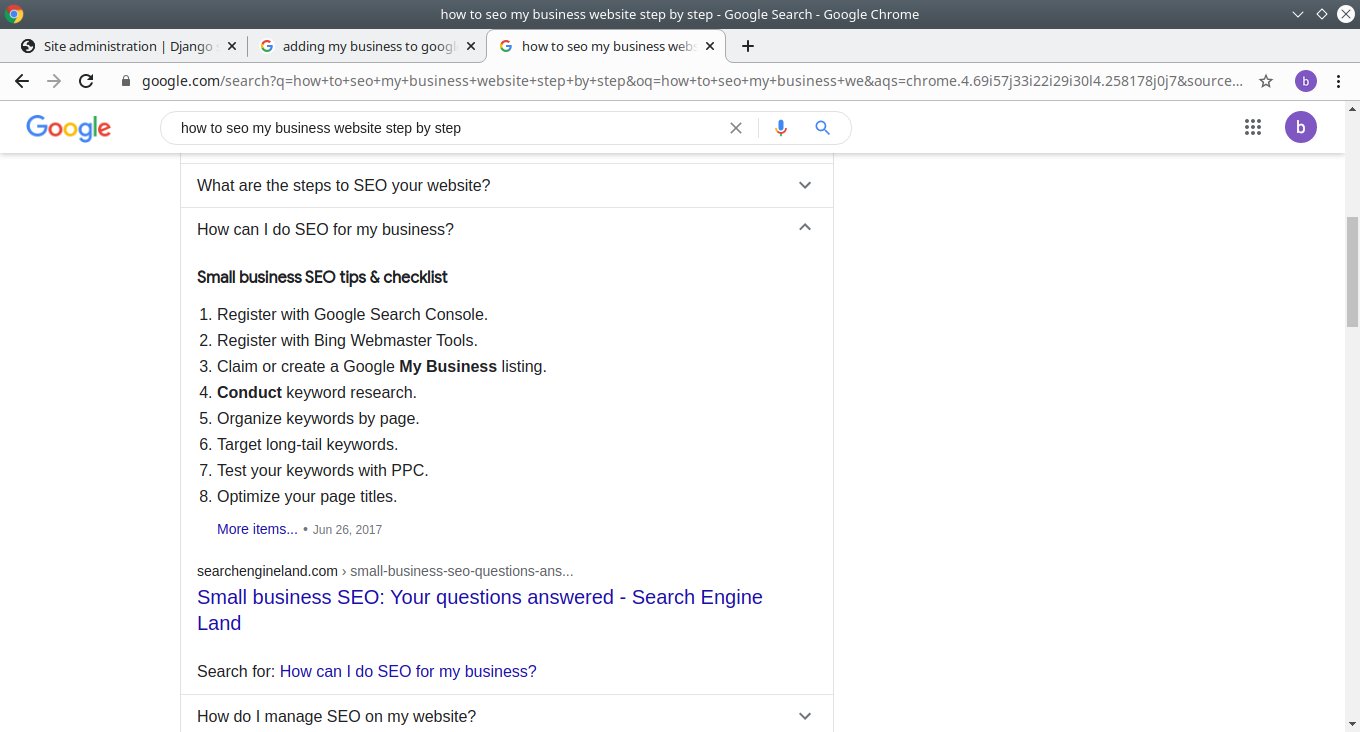 how to seo my business website step by step - Google Search - Google Chrome
Site administration | Django
adding my business to googl
how to seo my business web
google.com/search?q=how+to+seo+my+business+website+step+by+step&oq=how+to+seo+my+business+we&aqs=chrome.4.69i57j33i22i29i30l4.258178j0j7&source...
b
Google
how to seo my business website step by step
b
What are the steps to SEO your website?
How can I do SEO for my business?
Small business SEO tips & checklist
1. Register with Google Search Console.
2. Register with Bing Webmaster Tools.
3. Claim or create a Google My Business listing.
4. Conduct keyword research.
5. Organize keywords by page.
6. Target long-tail keywords.
7. Test your keywords with PPC.
8. Optimize your page titles.
More items... • Jun 26, 2017
searchengineland.com › small-business-seo-questions-ans...
Small business SEO: Your questions answered - Search Engine
Land
Search for: How can I do SEO for my business?
How do I manage SEO on my website?